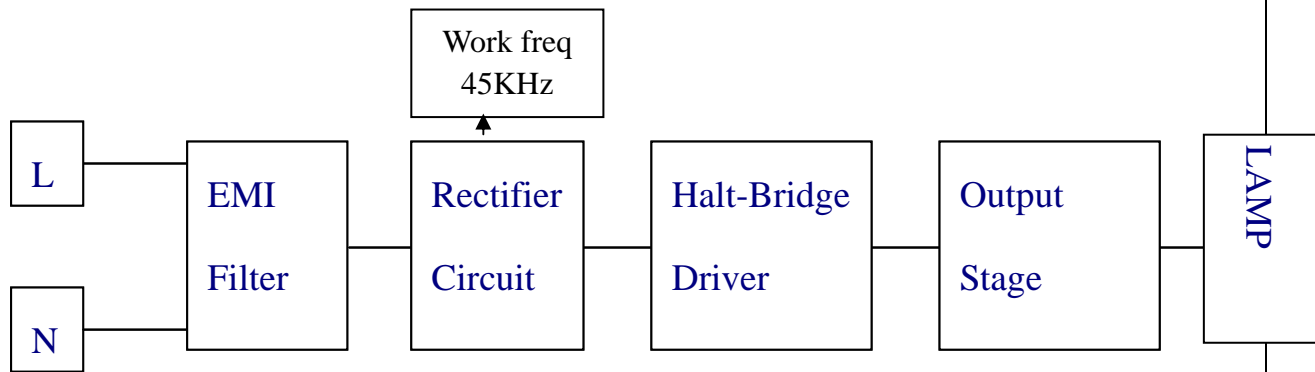 Work freq
45KHz
L
N
EMI
Filter
Rectifier
Circuit
Halt-Bridge
Driver
Output
Stage
LAMP